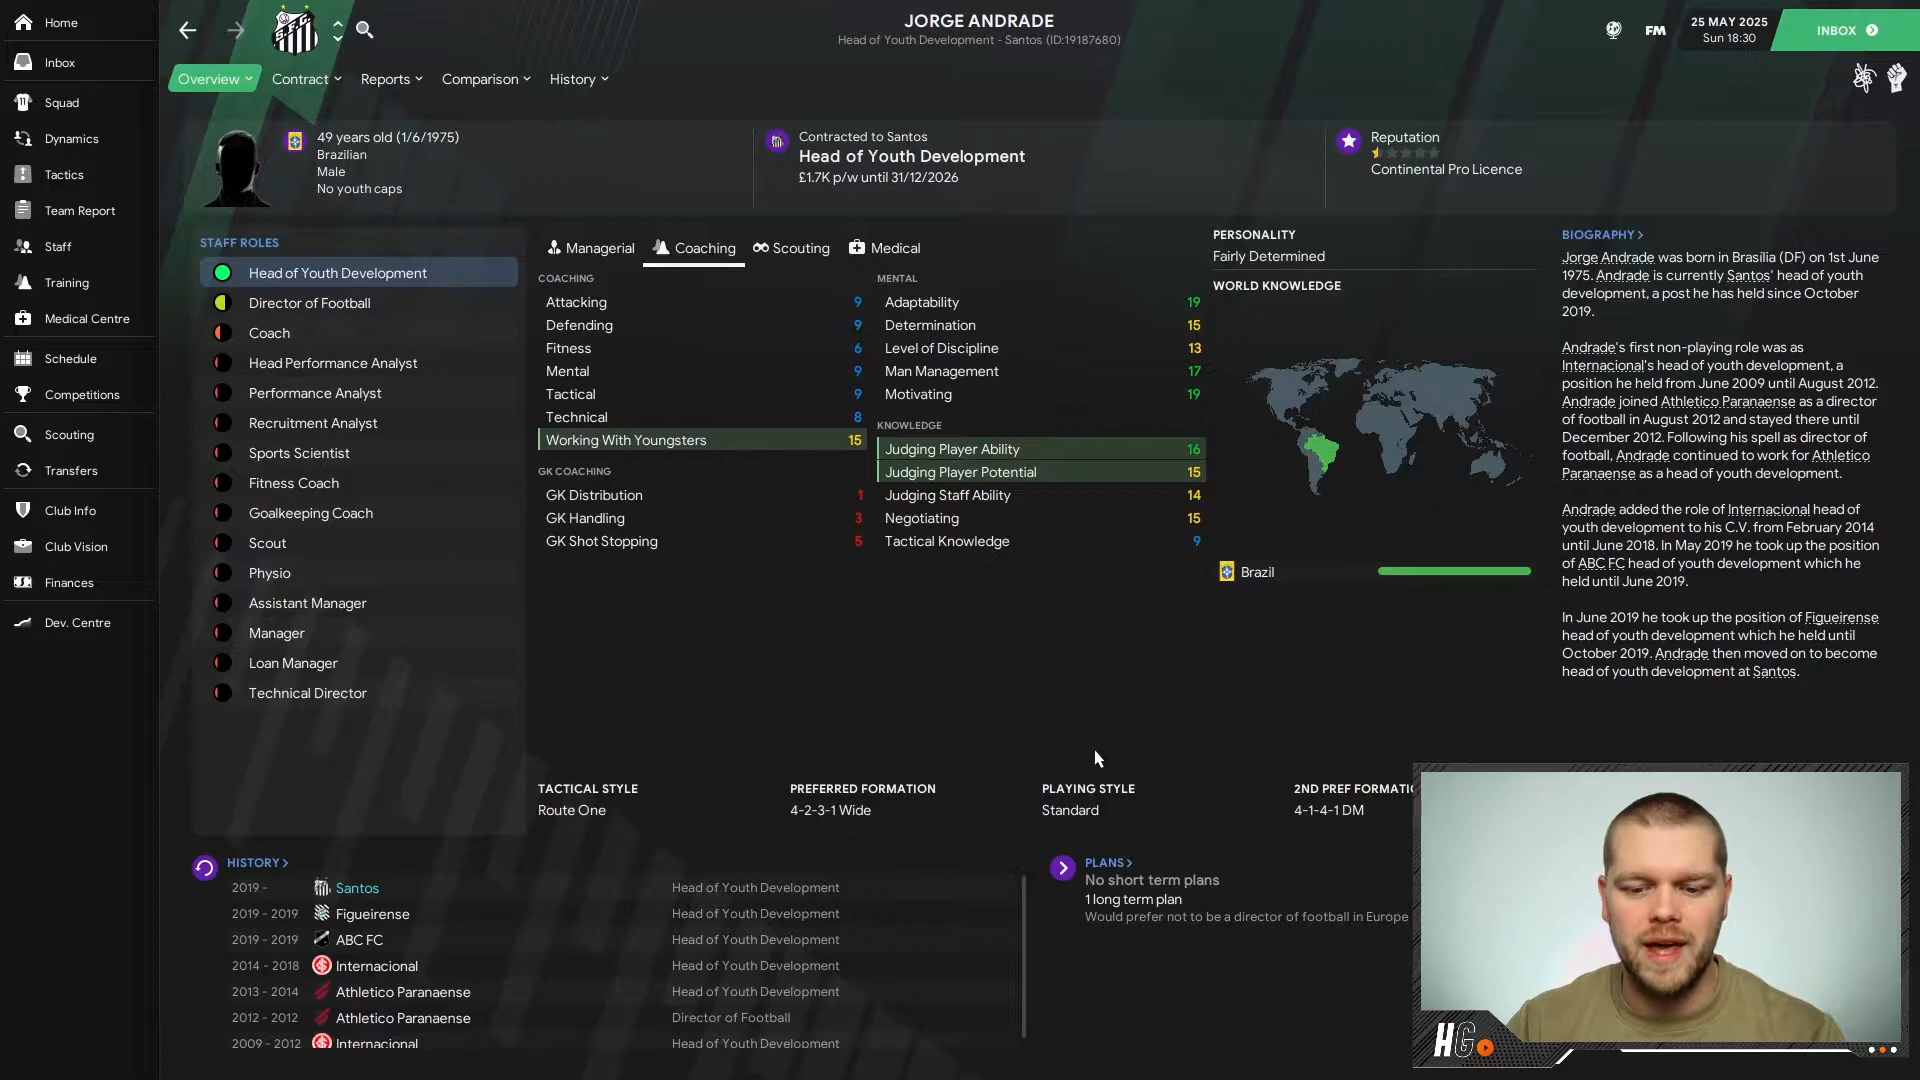 Home
Inbox
Squad
Dynamics
Tactics
Team Report
Staff
Training
Medical Centre
Schedule
Competitions
Scouting
Transfers
Club Info
Club Vision
Finances
Dev. Centre
JORGE ANDRADE
Head of Youth Development - Santos (ID:19187680)
FM
25 MAY 2025
Sun 18:30
INBOX
Overview
Contract
Reports
Comparison
History
49 years old (1/6/1975)
Brazilian
Male
No youth caps
Contracted to Santos
Head of Youth Development
£1.7K p/w until 31/12/2026
Reputation
Continental Pro Licence
STAFF ROLES
Head of Youth Development
Director of Football
Coach
Head Performance Analyst
Performance Analyst
Recruitment Analyst
Sports Scientist
Fitness Coach
Goalkeeping Coach
Scout
Physio
Assistant Manager
Manager
Loan Manager
Technical Director
Managerial
Coaching
Scouting
Medical
COACHING
Attacking 9
Defending 9
Fitness 6
Mental 9
Tactical 9
Technical 8
Working With Youngsters 15
GK COACHING
GK Distribution 1
GK Handling 3
GK Shot Stopping 5
MENTAL
Adaptability 19
Determination 15
Level of Discipline 13
Man Management 17
Motivating 19
KNOWLEDGE
Judging Player Ability 16
Judging Player Potential 15
Judging Staff Ability 14
Negotiating 15
Tactical Knowledge 9
PERSONALITY
Fairly Determined
WORLD KNOWLEDGE
Brazil
BIOGRAPHY >
Jorge Andrade was born in Brasília (DF) on 1st June
1975. Andrade is currently Santos' head of youth
development, a post he has held since October
2019.
Andrade's first non-playing role was as
Internacional's head of youth development, a
position he held from June 2009 until August 2012.
Andrade joined Athletico Paranaense as a director
of football in August 2012 and stayed there until
December 2012. Following his spell as director of
football, Andrade continued to work for Athletico
Paranaense as a head of youth development.
Andrade added the role of Internacional head of
youth development to his C.V. from February 2014
until June 2018. In May 2019 he took up the position
of ABC FC head of youth development which he
held until June 2019.
In June 2019 he took up the position of Figueirense
head of youth development which he held until
October 2019. Andrade then moved on to become
head of youth development at Santos.
TACTICAL STYLE
Route One
PREFERRED FORMATION
4-2-3-1 Wide
PLAYING STYLE
Standard
2ND PREF FORMATIO
4-1-4-1 DM
HISTORY >
2019 - Santos Head of Youth Development
2019 - 2019 Figueirense Head of Youth Development
2019 - 2019 ABC FC Head of Youth Development
2014 - 2018 Internacional Head of Youth Development
2013 - 2014 Athletico Paranaense Head of Youth Development
2012 - 2012 Athletico Paranaense Director of Football
2009 - 2012 Internacional Head of Youth Development
PLANS >
No short term plans
1 long term plan
Would prefer not to be a director of football in Europe
HG